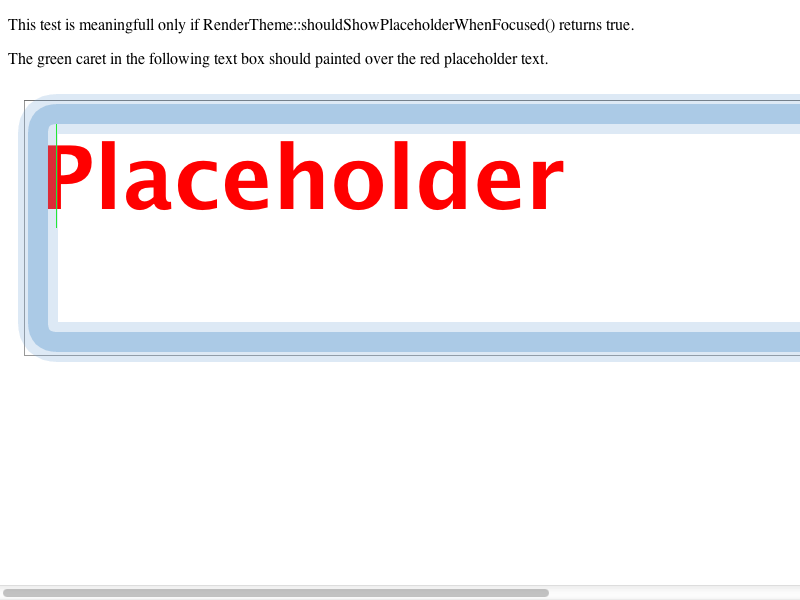 This test is meaningfull only if RenderTheme::shouldShowPlaceholderWhenFocused() returns true.
The green caret in the following text box should painted over the red placeholder text.
Placeholder